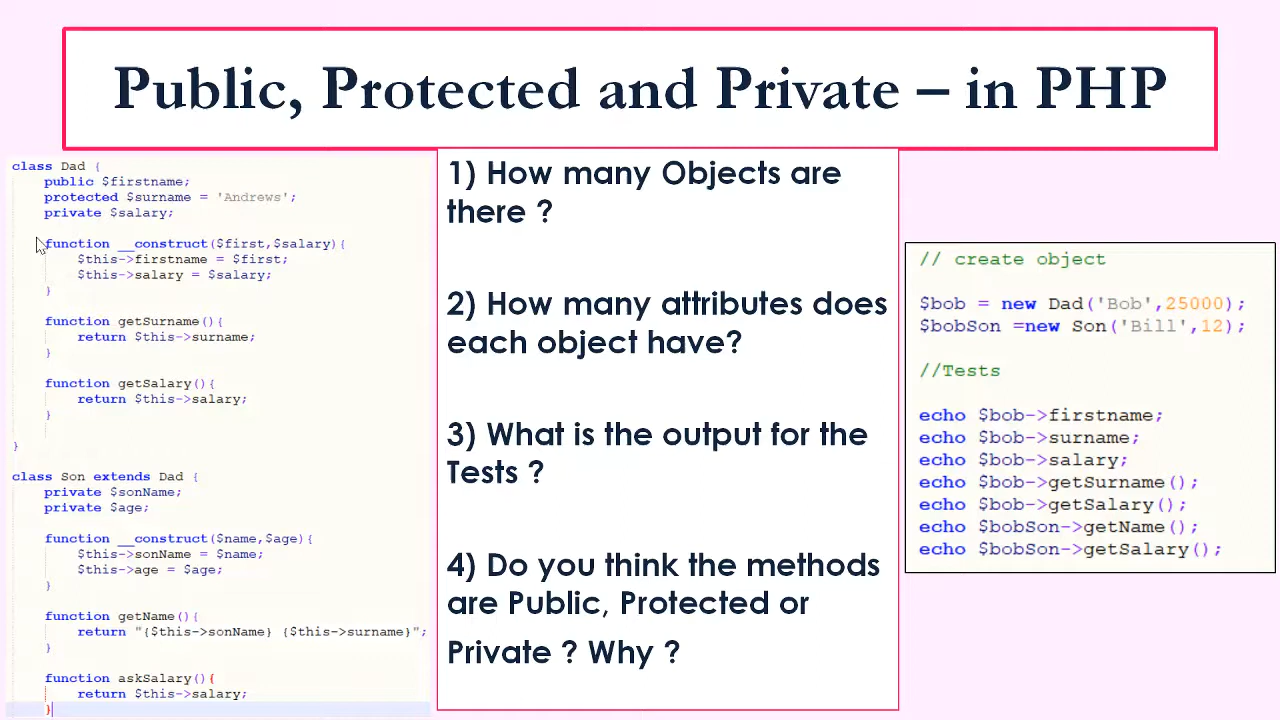 Public, Protected and Private – in PHP
class Dad {
public $firstname;
protected $surname = 'Andrews';
private $salary;
function __construct($first,$salary){
$this->firstname = $first;
$this->salary = $salary;
}
function getSurname(){
return $this->surname;
}
function getSalary(){
return $this->salary;
}
}
class Son extends Dad {
private $sonName;
private $age;
function __construct($name,$age){
$this->sonName = $name;
$this->age = $age;
}
function getName(){
return "{$this->sonName} {$this->surname}";
}
function askSalary(){
return $this->salary;
}
1) How many Objects are
there ?
2) How many attributes does
each object have?
3) What is the output for the
Tests ?
4) Do you think the methods
are Public, Protected or
Private ? Why ?
// create object
$bob = new Dad('Bob',25000);
$bobSon =new Son('Bill',12);
//Tests
echo $bob->firstname;
echo $bob->surname;
echo $bob->salary;
echo $bob->getSurname();
echo $bob->getSalary();
echo $bobSon->getName();
echo $bobSon->getSalary();